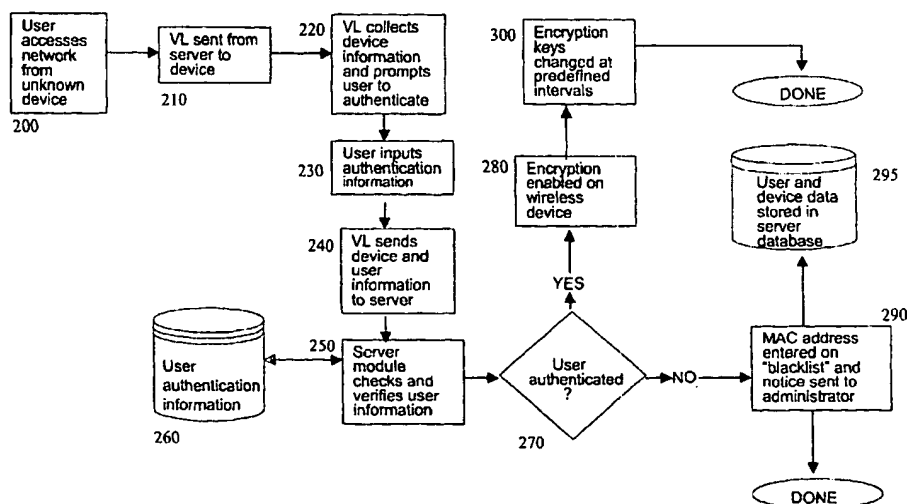 200
User
accesses
network
from
unknown
device
210
VL sent from
server to
device
220
VL collects
device
information
and prompts
user to
authenticate
230
User inputs
authentication
information
240
VL sends
device and
user
information
to server
250
Server
module
checks and
verifies user
information
260
User
authentication
information
270
User
authenticated
?
YES
280
Encryption
enabled on
wireless
device
300
Encryption
keys
changed at
predefined
intervals
DONE
NO
290
MAC address
entered on
"blacklist" and
notice sent to
administrator
295
User and
device data
stored in
server
database
DONE